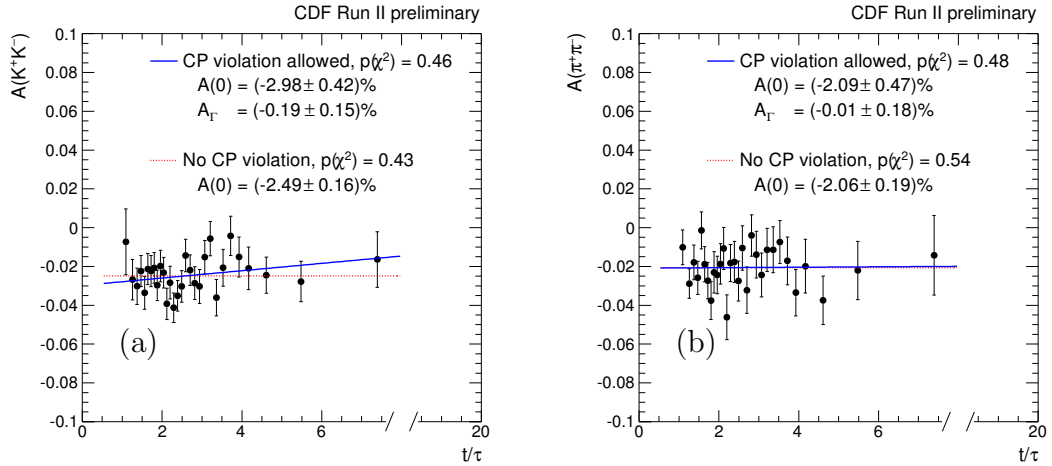 CDF Run II preliminary
A(K⁺K⁻)
0.1
0.08
0.06
0.04
0.02
0
-0.02
-0.04
-0.06
-0.08
-0.1
CP violation allowed, p(χ²) = 0.46
A(0) = (-2.98± 0.42)%
A_Γ = (-0.19 ± 0.15)%
No CP violation, p(χ²) = 0.43
A(0) = (-2.49± 0.16)%
(a)
0 2 4 6 20
t/τ
CDF Run II preliminary
A(π⁺π⁻)
0.1
0.08
0.06
0.04
0.02
0
-0.02
-0.04
-0.06
-0.08
-0.1
CP violation allowed, p(χ²) = 0.48
A(0) = (-2.09± 0.47)%
A_Γ = (-0.01 ± 0.18)%
No CP violation, p(χ²) = 0.54
A(0) = (-2.06± 0.19)%
(b)
0 2 4 6 20
t/τ